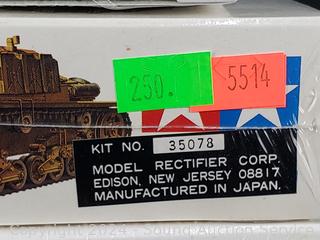 250.
5514
KIT NO. 35078
MODEL RECTIFIER CORP.
EDISON, NEW JERSEY 08817
MANUFACTURED IN JAPAN.
2024 - Sound Auction Service